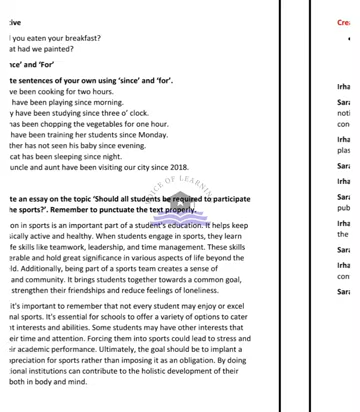 tive
l you eaten your breakfast?
at had we painted?
nce' and 'For'
te sentences of your own using 'since' and 'for'.
ve been cooking for two hours.
have been playing since morning.
y have been studying since three o' clock.
has been chopping the vegetables for one hour.
have been training her students since Monday.
ther has not seen his baby since evening.
cat has been sleeping since night.
uncle and aunt have been visiting our city since 2018.
te an essay on the topic 'Should all students be required to participate
he sports?'. Remember to punctuate the text properly.
on in sports is an important part of a student's education. It helps keep
sically active and healthy. When students engage in sports, they learn
fe skills like teamwork, leadership, and time management. These skills
erable and hold great significance in various aspects of life beyond the
ld. Additionally, being part of a sports team creates a sense of
and community. It brings students together towards a common goal,
strengthen their friendships and reduce feelings of loneliness.
it's important to remember that not every student may enjoy or excel
nal sports. It's essential for schools to offer a variety of options to cater
nt interests and abilities. Some students may have other interests that
eir time and attention. Forcing them into sports could lead to stress and
eir academic performance. Ultimately, the goal should be to implant a
preciation for sports rather than imposing it as an obligation. By doing
tional institutions can contribute to the holistic development of their
both in body and mind.
OICE OF LEARNIN
Crea
Irha
Sara
noti
con
Irha
plas
Sara
Irha
Sara
pub
Irha
the
Sara
Irha
con
Sara